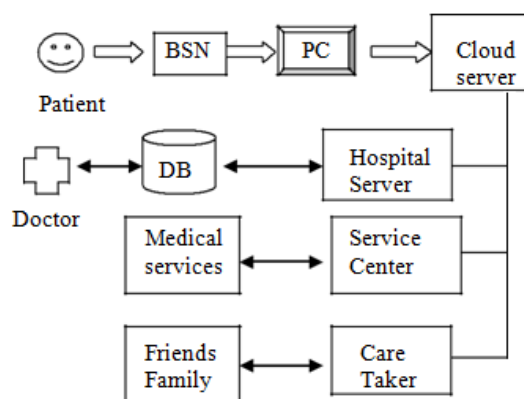 BSN
PC
Cloud
server
Patient
DB
Hospital
Server
Doctor
Medical
services
Service
Center
Friends
Family
Care
Taker